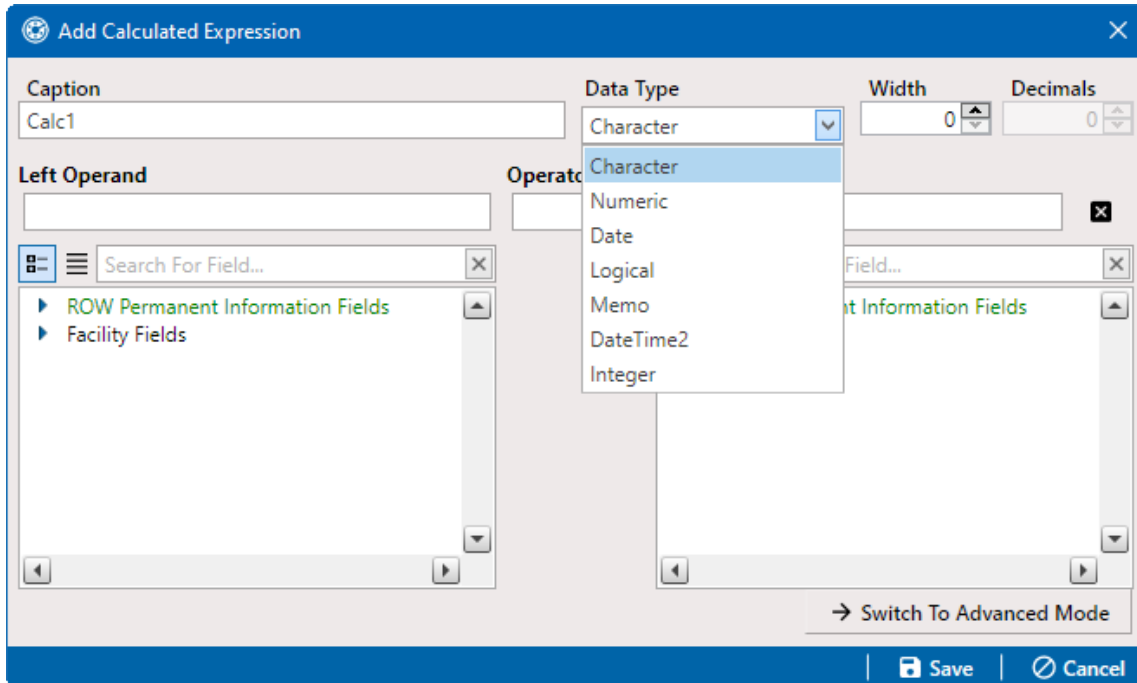 Add Calculated Expression
Caption
Data Type
Width
Decimals
Calc1
Character
0
0
Left Operand
Character
Numeric
Date
Logical
Memo
DateTime2
Integer
Search For Field...
Field...
ROW Permanent Information Fields
Facility Fields
Information Fields
Switch To Advanced Mode
Save
Cancel